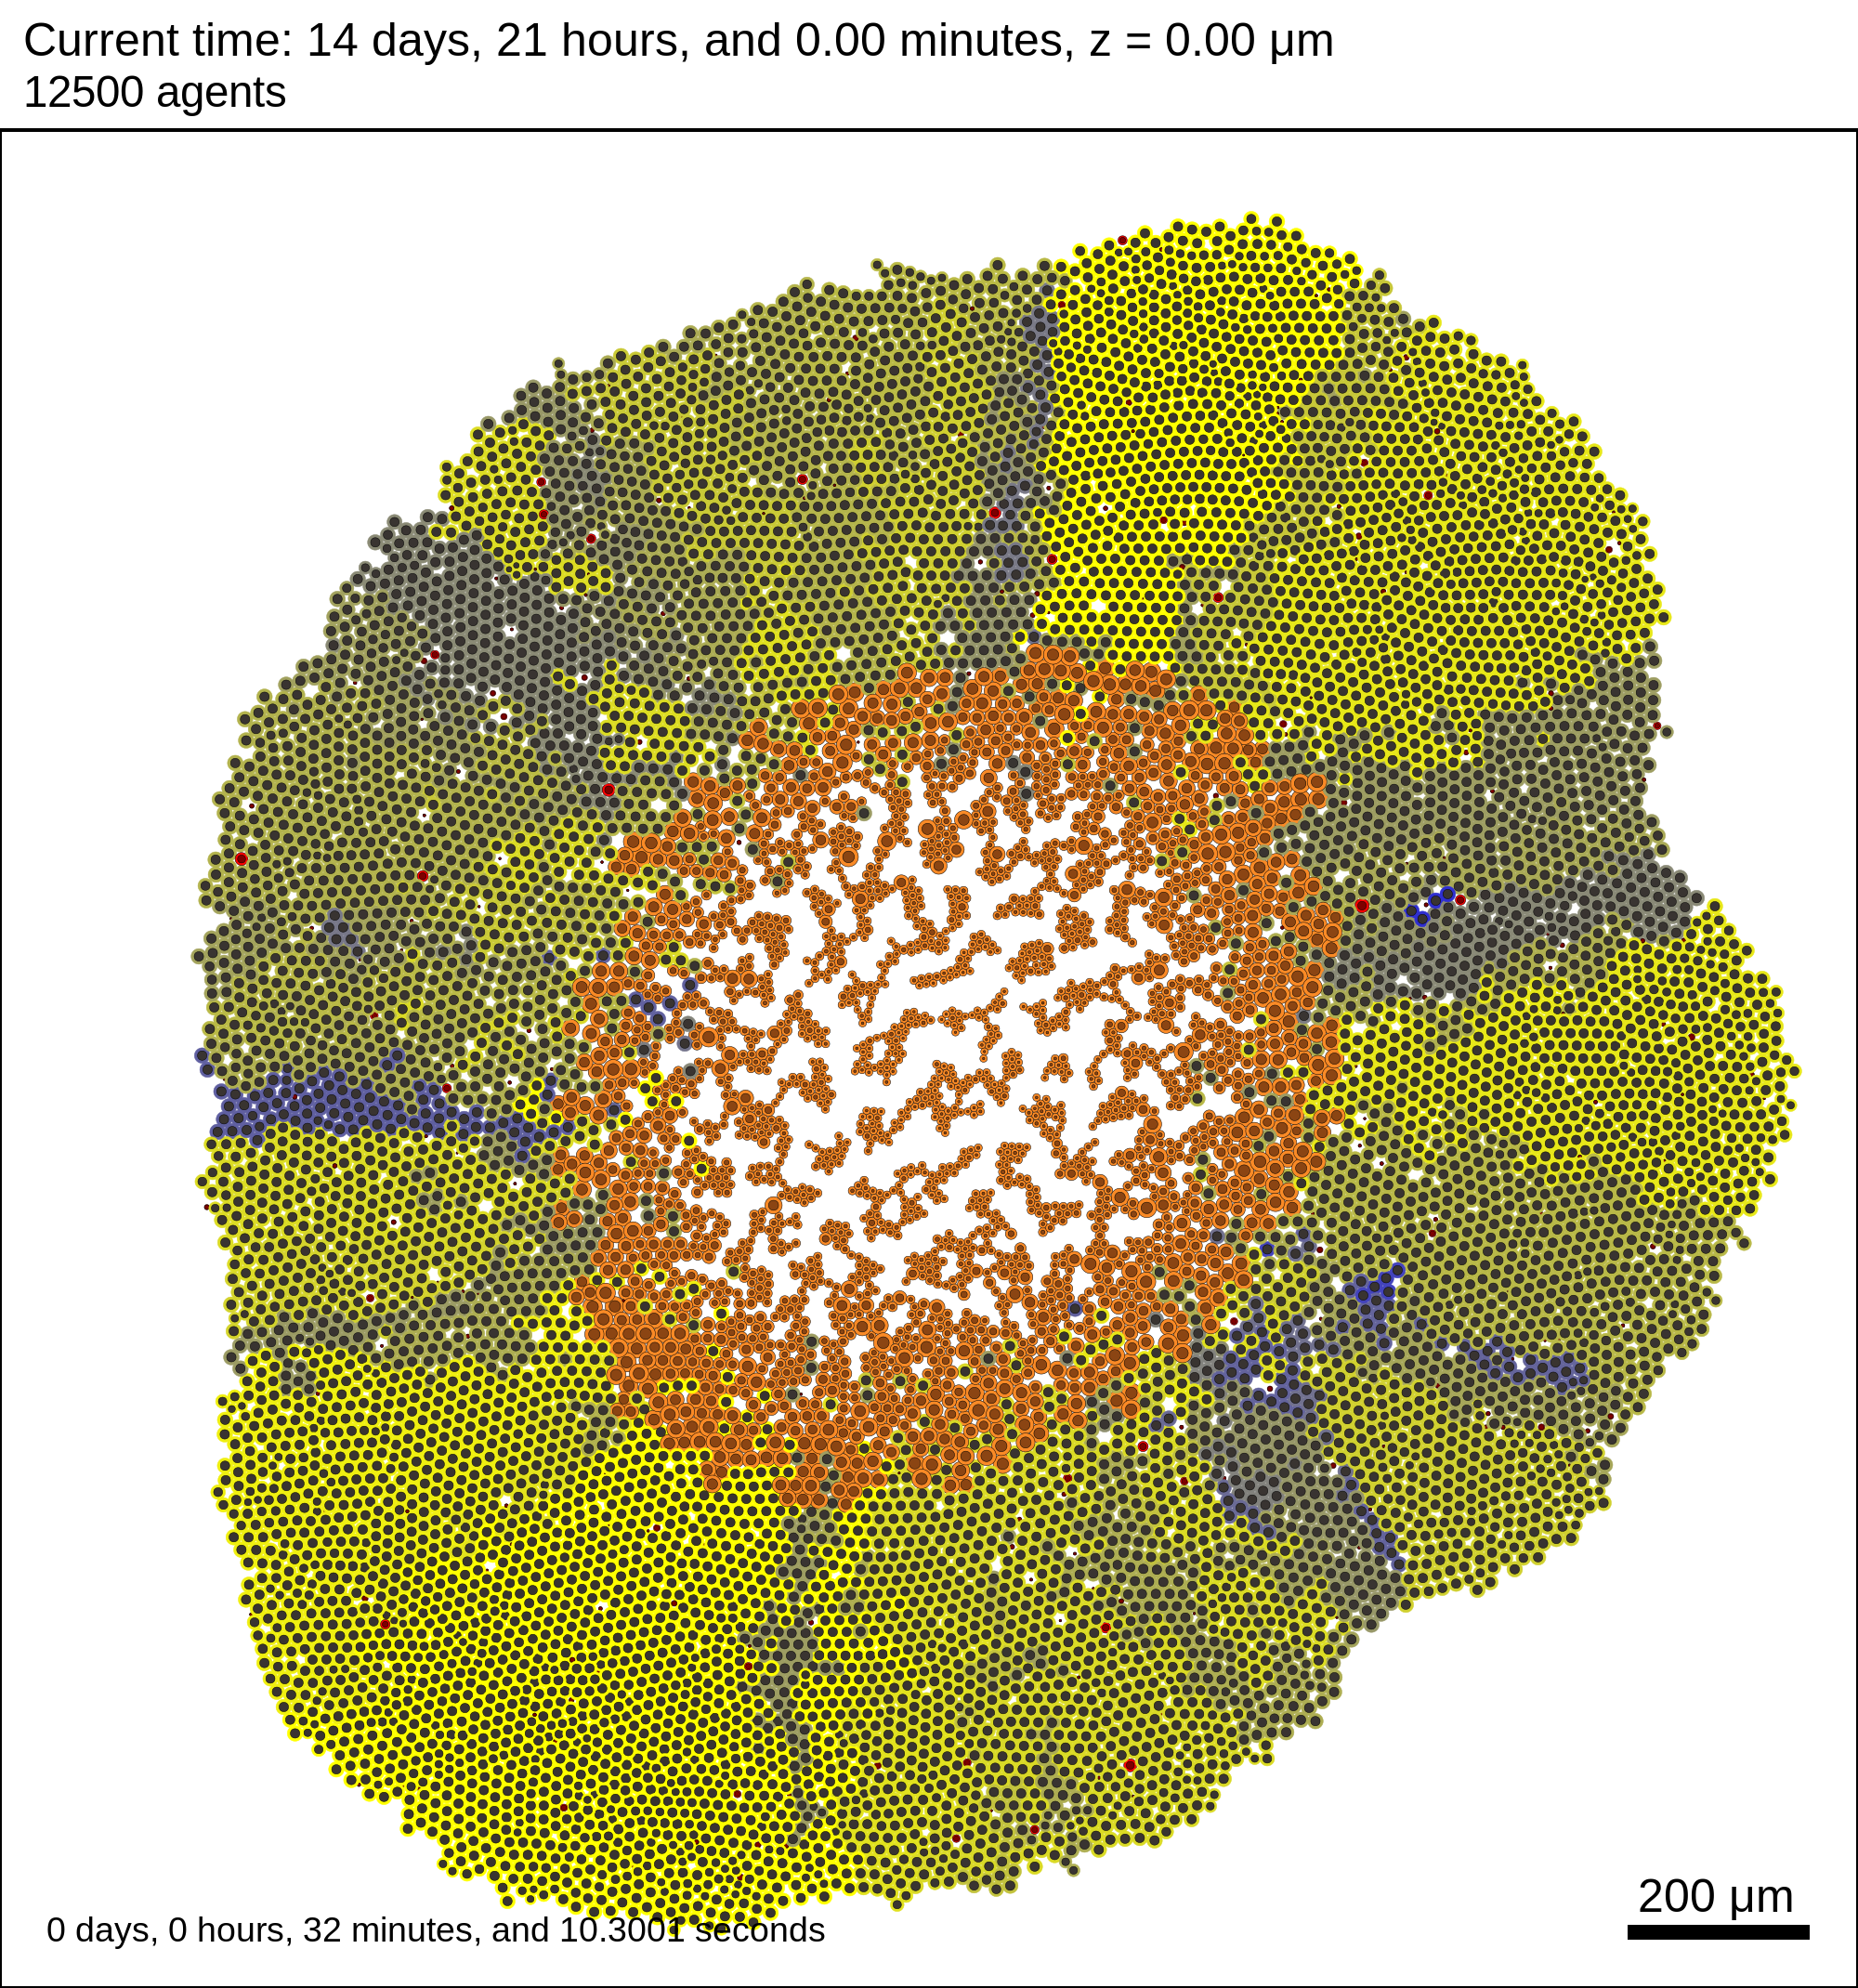 Current time: 14 days, 21 hours, and 0.00 minutes, z = 0.00 μm
12500 agents
200 μm
0 days, 0 hours, 32 minutes, and 10.3001 seconds